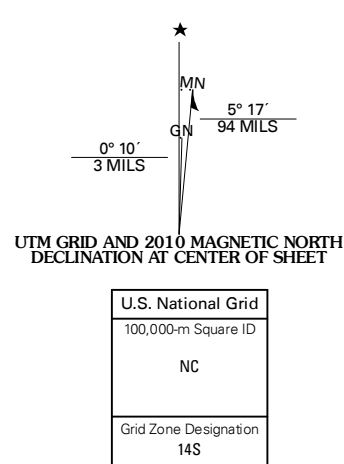 ★
MN
5° 17´
94 MILS
GN
0° 10´
3 MILS
UTM GRID AND 2010 MAGNETIC NORTH
DECLINATION AT CENTER OF SHEET
U.S. National Grid
100,000-m Square ID
NC
Grid Zone Designation
14S